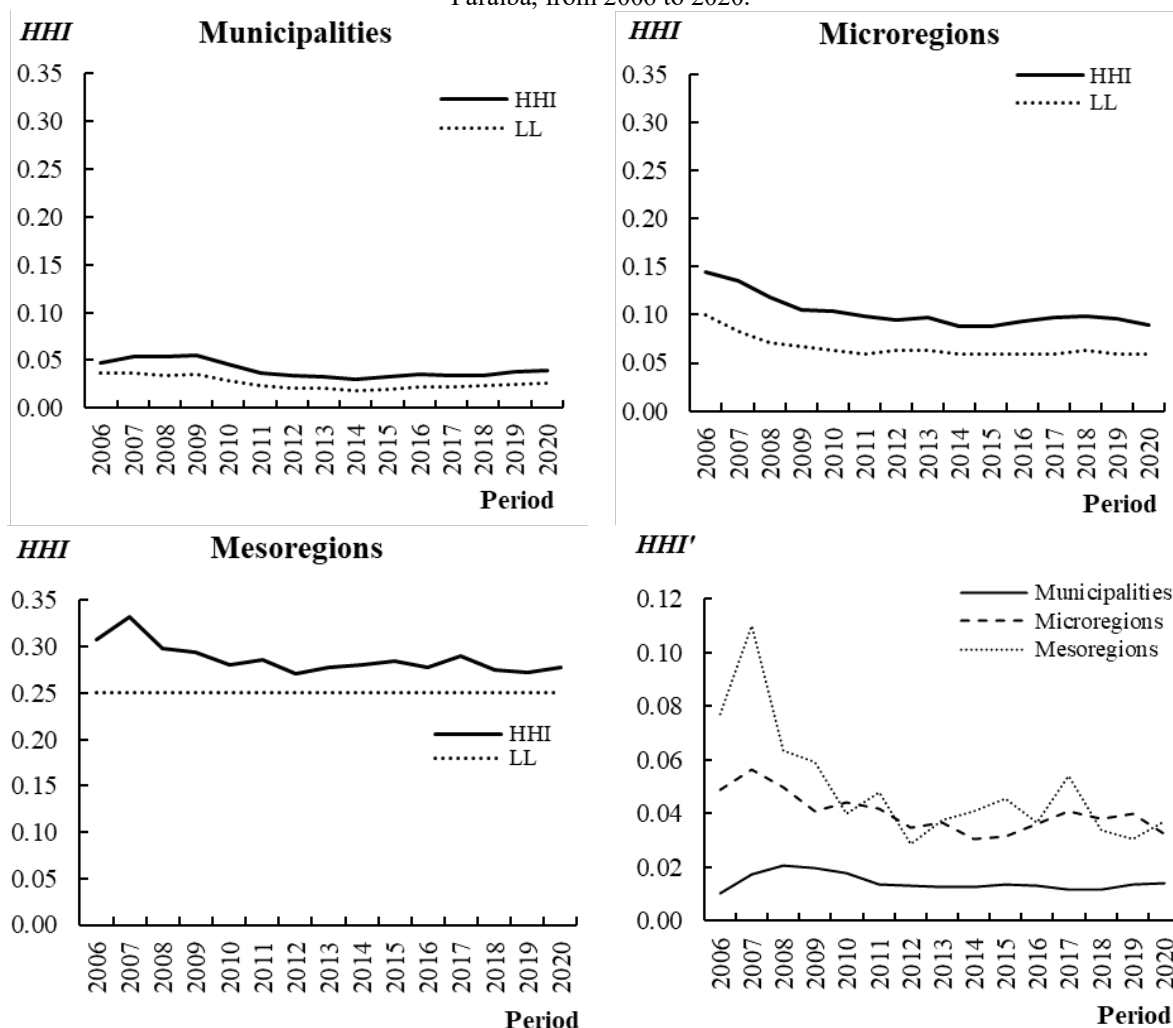 Paraíba, from 2006 to 2020.
HHI Municipalities
0.35
0.30
0.25
0.20
0.15
0.10
0.05
0.00
HHI
LL
2006 2007 2008 2009 2010 2011 2012 2013 2014 2015 2016 2017 2018 2019 2020
Period
HHI Microregions
0.35
0.30
0.25
0.20
0.15
0.10
0.05
0.00
HHI
LL
2006 2007 2008 2009 2010 2011 2012 2013 2014 2015 2016 2017 2018 2019 2020
Period
HHI Mesoregions
0.35
0.30
0.25
0.20
0.15
0.10
0.05
0.00
HHI
LL
2006 2007 2008 2009 2010 2011 2012 2013 2014 2015 2016 2017 2018 2019 2020
Period
HHI'
0.12
0.10
0.08
0.06
0.04
0.02
0.00
Municipalities
Microregions
Mesoregions
2006 2007 2008 2009 2010 2011 2012 2013 2014 2015 2016 2017 2018 2019 2020
Period